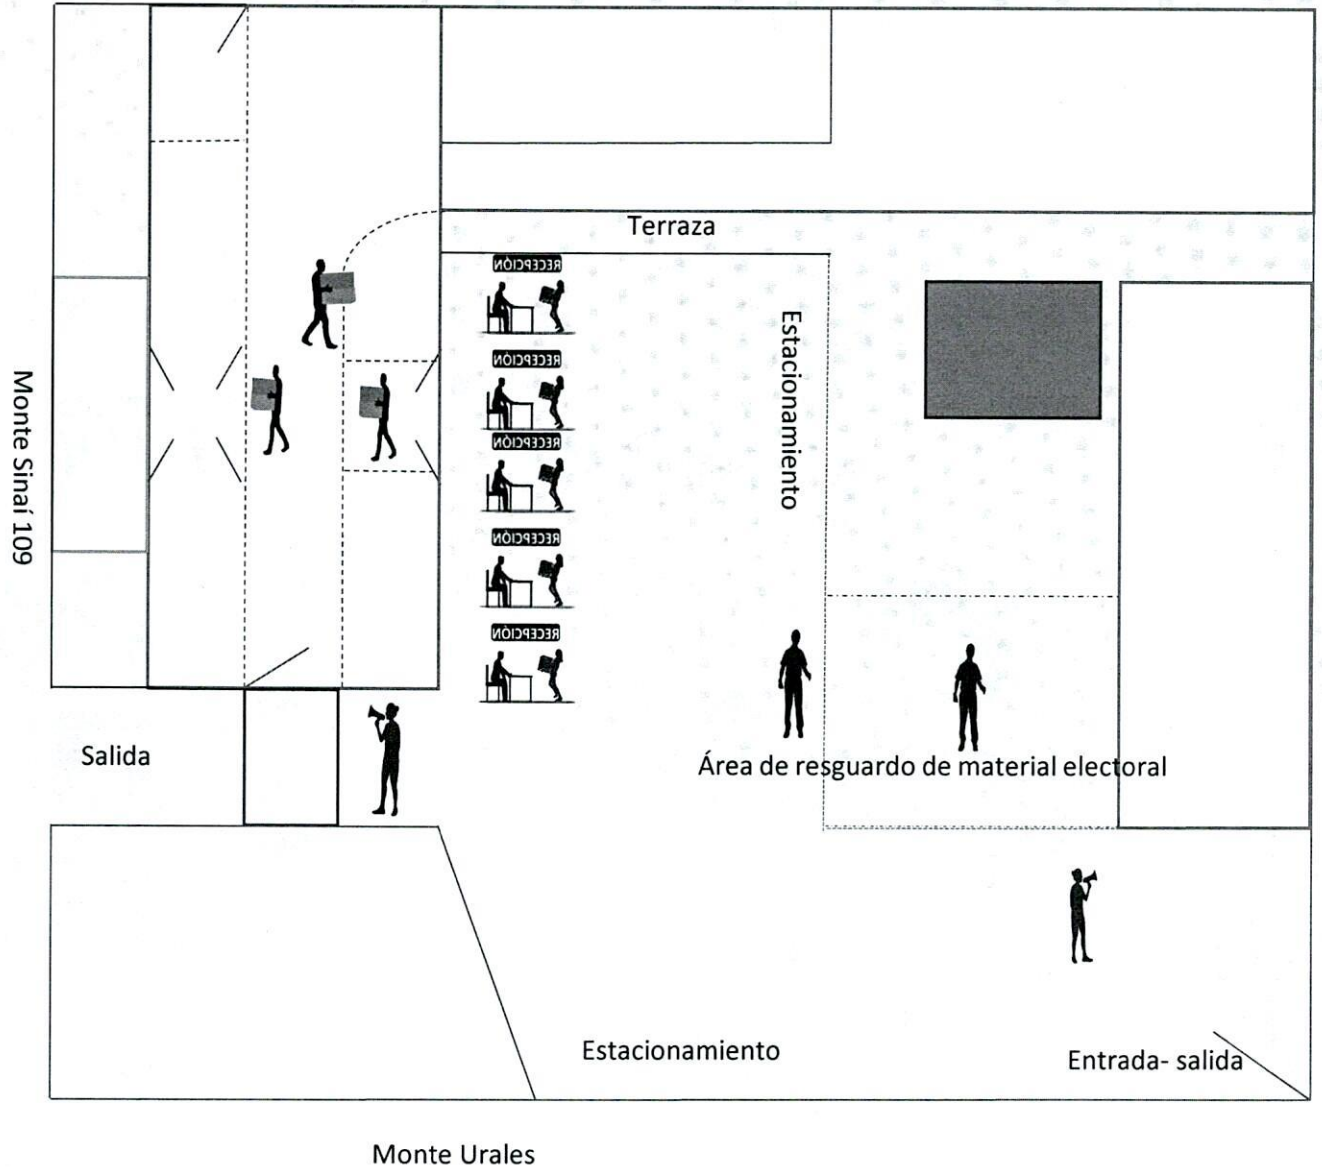 Terraza
RECEPCIÓN
RECEPCIÓN
RECEPCIÓN
RECEPCIÓN
RECEPCIÓN
Estacionamiento
Monte Sinaí 109
Salida
Área de resguardo de material electoral
Estacionamiento
Entrada- salida
Monte Urales